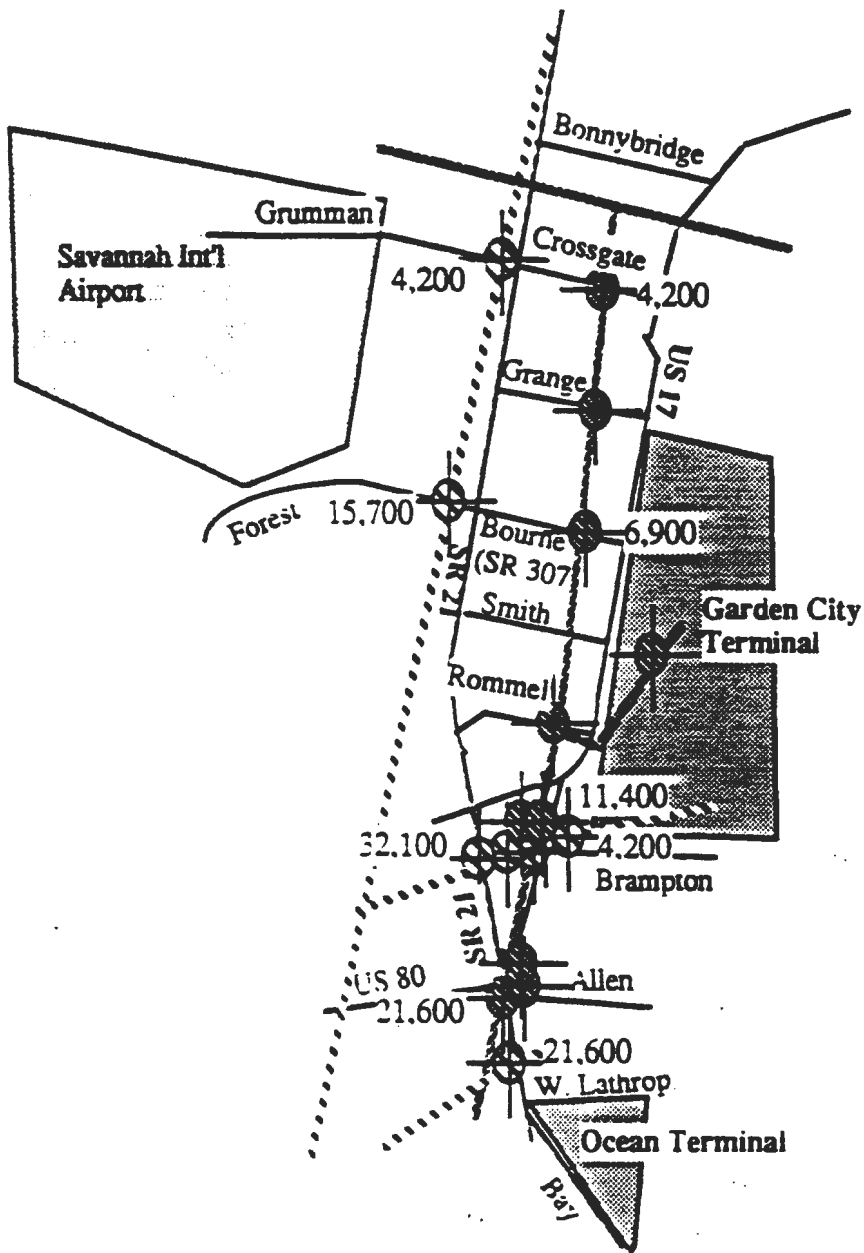 Bonnybridge
Grumman
Crossgate
Savannah Int'l
Airport
4,200
4,200
US 17
Grange
Forest
15,700
Bourne
(SR 307
6,900
SR 21
Smith
Garden City
Terminal
Rommel
11,400
32,100
4,200
Brampton
SR 21
US 80
Allen
21,600
21,600
W. Lathrop
Ocean Terminal
Bay